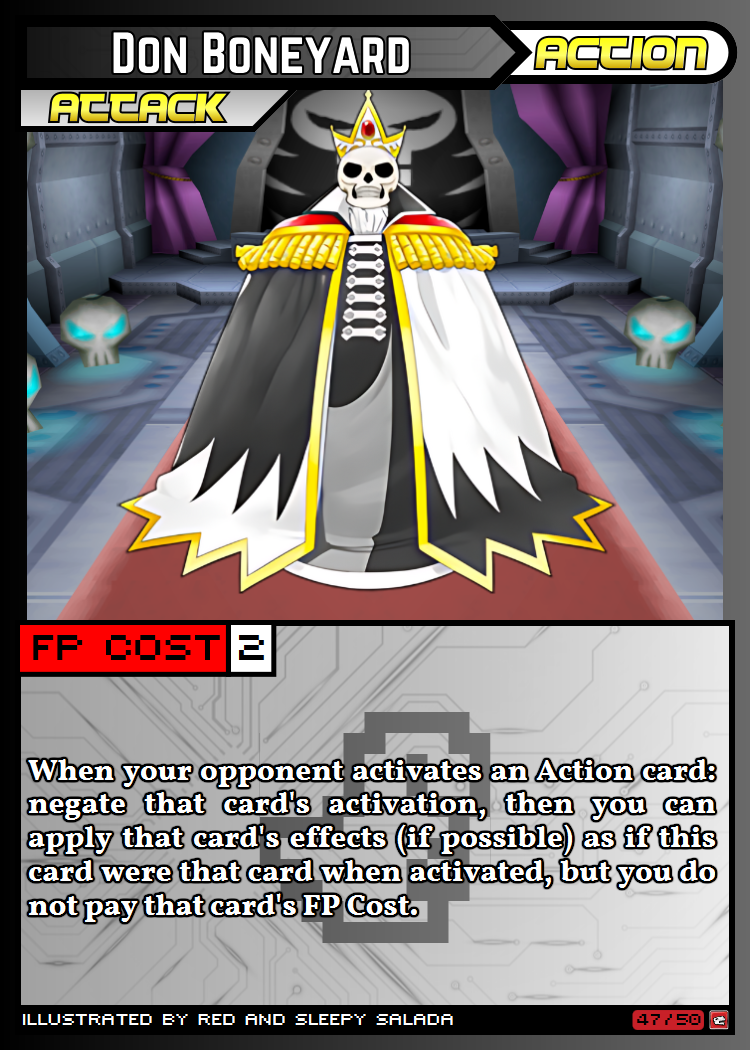 Don Boneyard
ACTION
ATTACK
FP COST 2
When your opponent activates an Action card:
negate that card's activation, then you can
apply that card's effects (if possible) as if this
card were that card when activated, but you do
not pay that card's FP Cost.
ILLUSTRATED BY RED AND SLEEPY SALADA
47/50